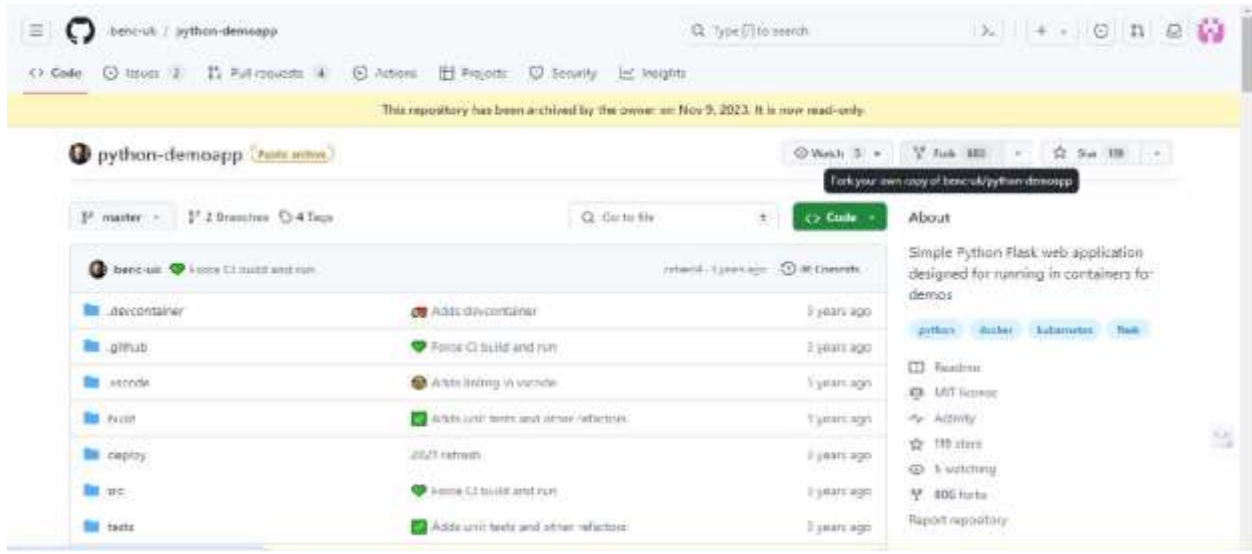 benc-uk / python-demoapp
Type [/] to search
Code Issues 2 Pull requests 4 Actions Projects Security Insights
This repository has been archived by the owner on Nov 9, 2023. It is now read-only.
python-demoapp Public archive
Watch 5 Fork Star 119
Fork your own copy of benc-uk/python-demoapp
master 2 Branches 4 Tags
Go to file
Code
About
Simple Python Flask web application
designed for running in containers for
demos
benc-uk Force CI build and run
years ago Commits
.devcontainer Adds devcontainer 3 years ago
.github Force CI build and run 3 years ago
.vscode Adds linting in vscode 5 years ago
build Adds unit tests and other refactors years ago
deploy 2021 refresh years ago
src Force CI build and run years ago
tests Adds unit tests and other refactors 3 years ago
python docker kubernetes flask
Readme
MIT license
Activity
119 stars
5 watching
806 forks
Report repository